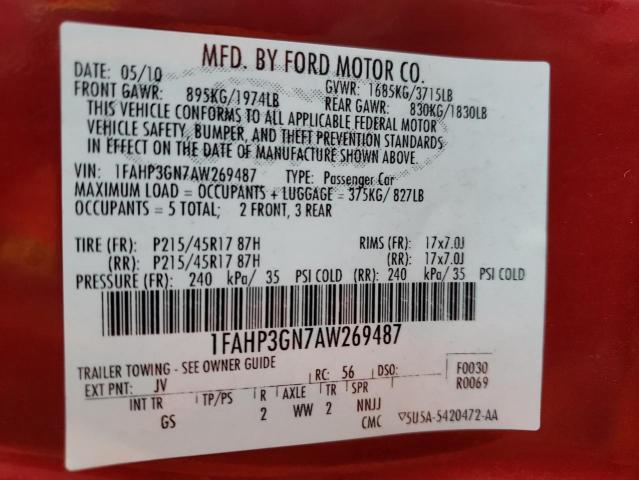 MFD. BY FORD MOTOR CO.
DATE: 05/10 GVWR: 1685KG/3715LB
FRONT GAWR: 895KG/1974LB REAR GAWR: 830KG/1830LB
THIS VEHICLE CONFORMS TO ALL APPLICABLE FEDERAL MOTOR
VEHICLE SAFETY, BUMPER, AND THEFT PREVENTION STANDARDS
IN EFFECT ON THE DATE OF MANUFACTURE SHOWN ABOVE.
VIN: 1FAHP3GN7AW269487 TYPE: Passenger Car
MAXIMUM LOAD = OCCUPANTS + LUGGAGE = 375KG/ 827LB
OCCUPANTS = 5 TOTAL; 2 FRONT, 3 REAR
TIRE (FR): P215/45R17 87H RIMS (FR): 17x7.0J
(RR): P215/45R17 87H (RR): 17x7.0J
PRESSURE (FR): 240 kPa/ 35 PSI COLD (RR): 240 kPa/ 35 PSI COLD
1FAHP3GN7AW269487
TRAILER TOWING - SEE OWNER GUIDE
EXT PNT: JV RC: 56 DSO: F0030
R0069
INT TR TP/PS R AXLE TR SPR
GS 2 WW 2 NNJJ
CMC ▽5U5A-5420472-AA